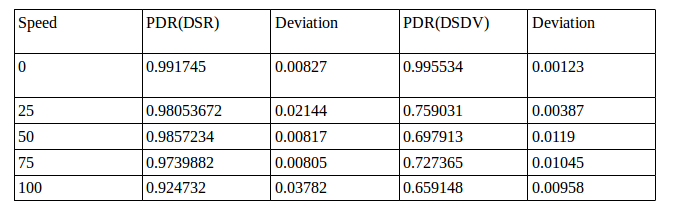 Speed PDR(DSR) Deviation PDR(DSDV) Deviation
0 0.991745 0.00827 0.995534 0.00123
25 0.98053672 0.02144 0.759031 0.00387
50 0.9857234 0.00817 0.697913 0.0119
75 0.9739882 0.00805 0.727365 0.01045
100 0.924732 0.03782 0.659148 0.00958